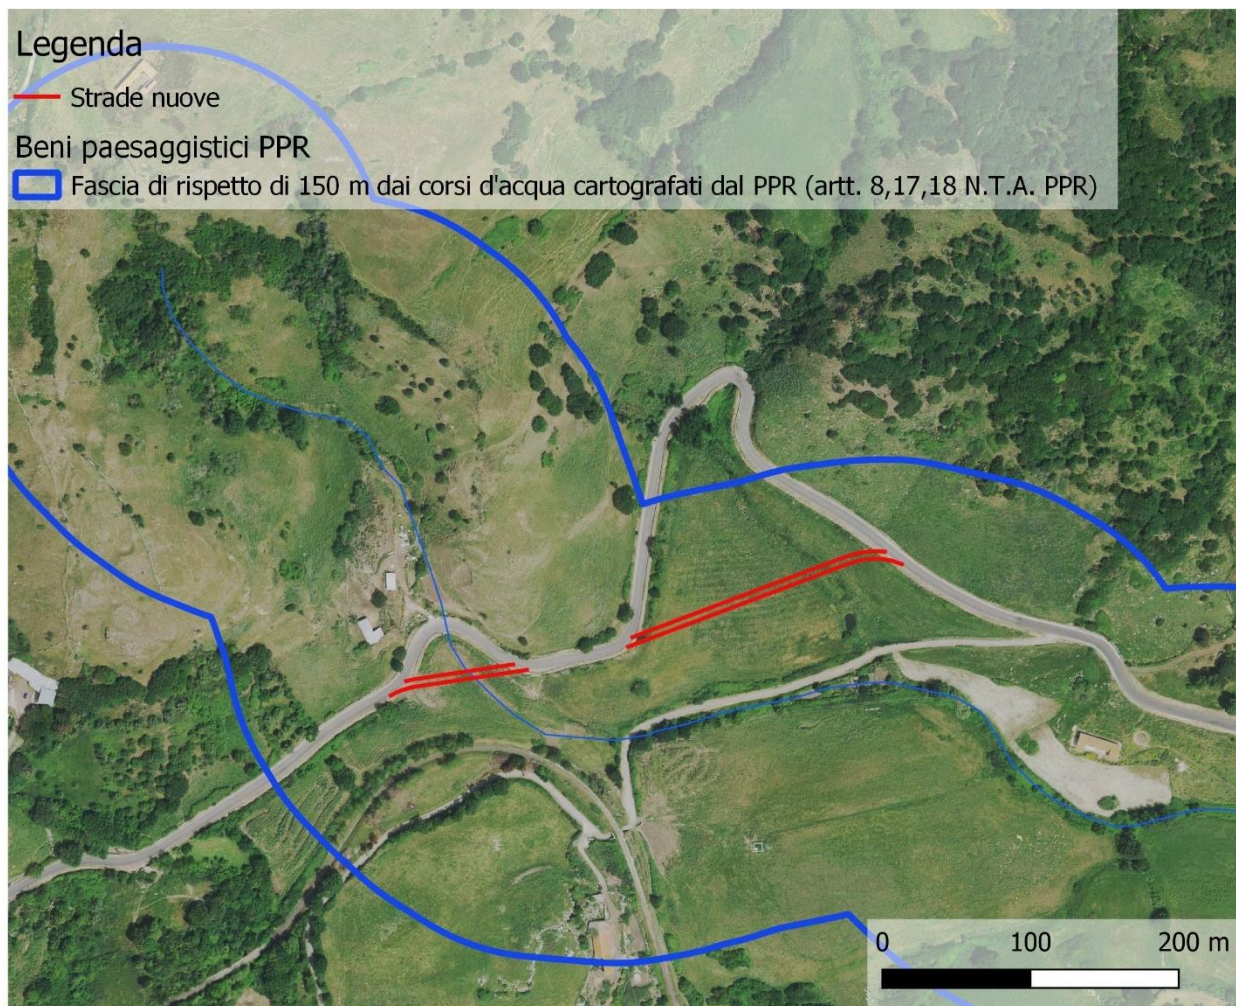 Legenda
Strade nuove
Beni paesaggistici PPR
Fascia di rispetto di 150 m dai corsi d'acqua cartografati dal PPR (artt. 8,17,18 N.T.A. PPR)
0 100 200 m